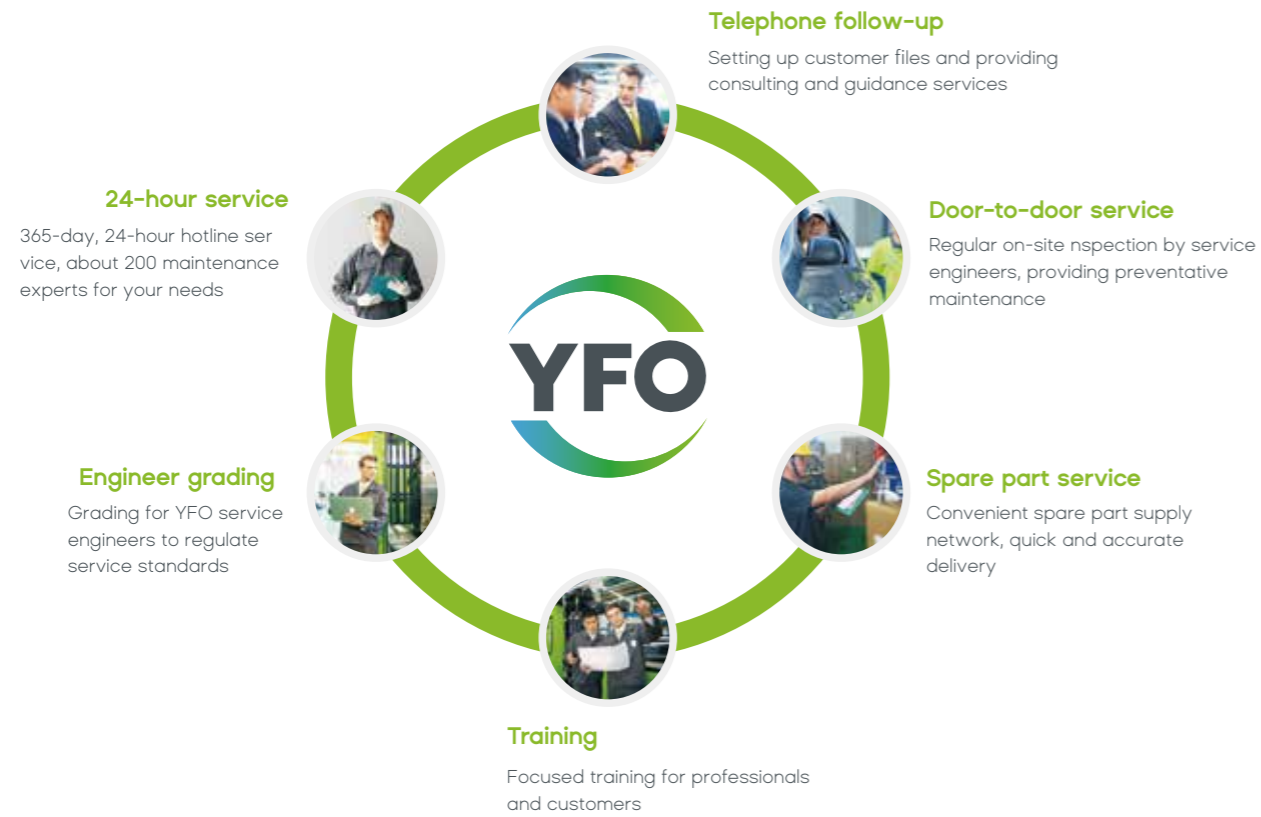 Telephone follow-up
Setting up customer files and providing
consulting and guidance services
24-hour service
365-day, 24-hour hotline ser
vice, about 200 maintenance
experts for your needs
Door-to-door service
Regular on-site nspection by service
engineers, providing preventative
maintenance
YFO
Engineer grading
Grading for YFO service
engineers to regulate
service standards
Spare part service
Convenient spare part supply
network, quick and accurate
delivery
Training
Focused training for professionals
and customers